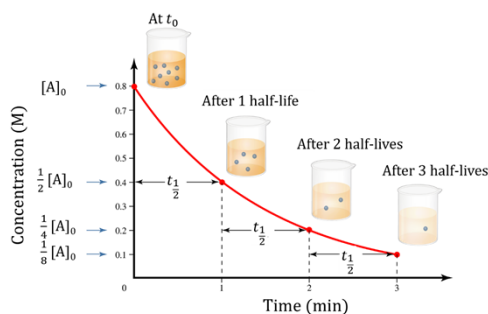 At t₀
After 1 half-life
After 2 half-lives
After 3 half-lives
Concentration (M)
[A]₀
½ [A]₀
¼ [A]₀
⅛ [A]₀
0.8
0.7
0.6
0.5
0.4
0.3
0.2
0.1
0
t½
t½
t½
0 1 2 3
Time (min)